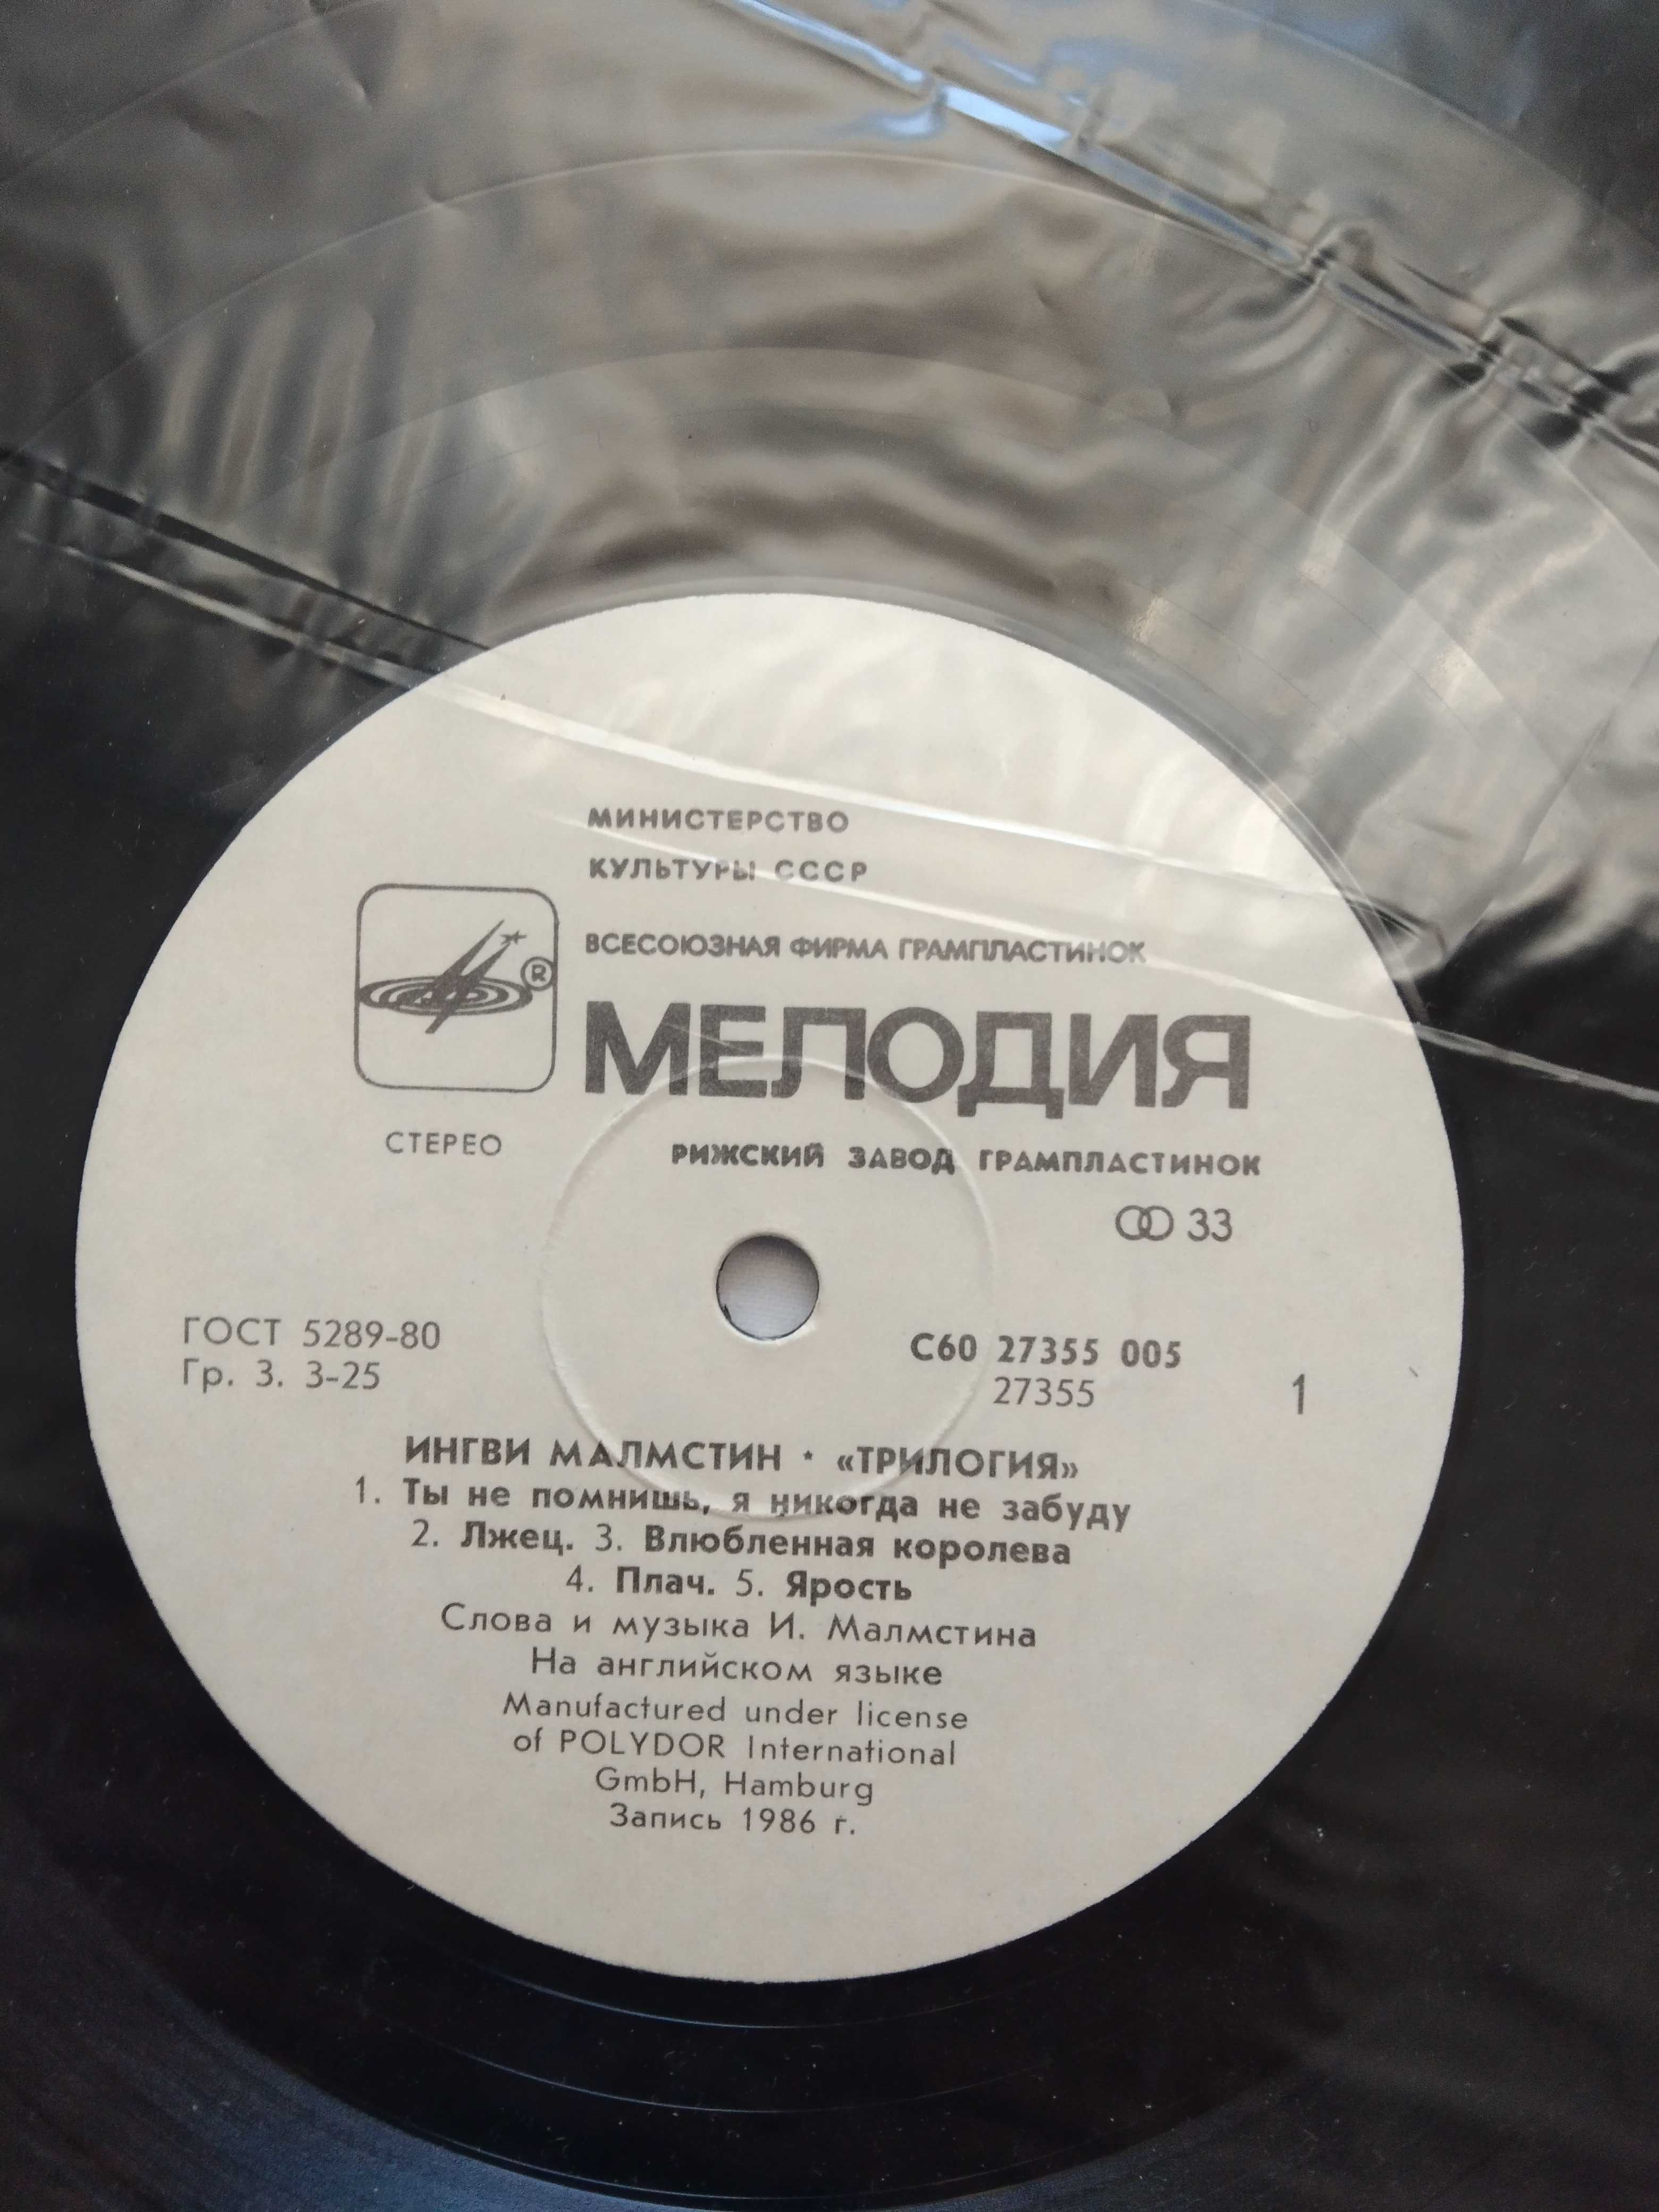 МИНИСТЕРСТВО
КУЛЬТУРЫ СССР
ВСЕСОЮЗНАЯ ФИРМА ГРАМПЛАСТИНОК
®
МЕЛОДИЯ
СТЕРЕО
РИЖСКИЙ ЗАВОД ГРАМПЛАСТИНОК
33
ГОСТ 5289-80
Гр. 3. 3-25
С60 27355 005
27355
1
ИНГВИ МАЛМСТИН · «ТРИЛОГИЯ»
1. Ты не помнишь, я никогда не забуду
2. Лжец. 3. Влюбленная королева
4. Плач. 5. Ярость
Слова и музыка И. Малмстина
На английском языке
Manufactured under license
of POLYDOR International
GmbH, Hamburg
Запись 1986 г.